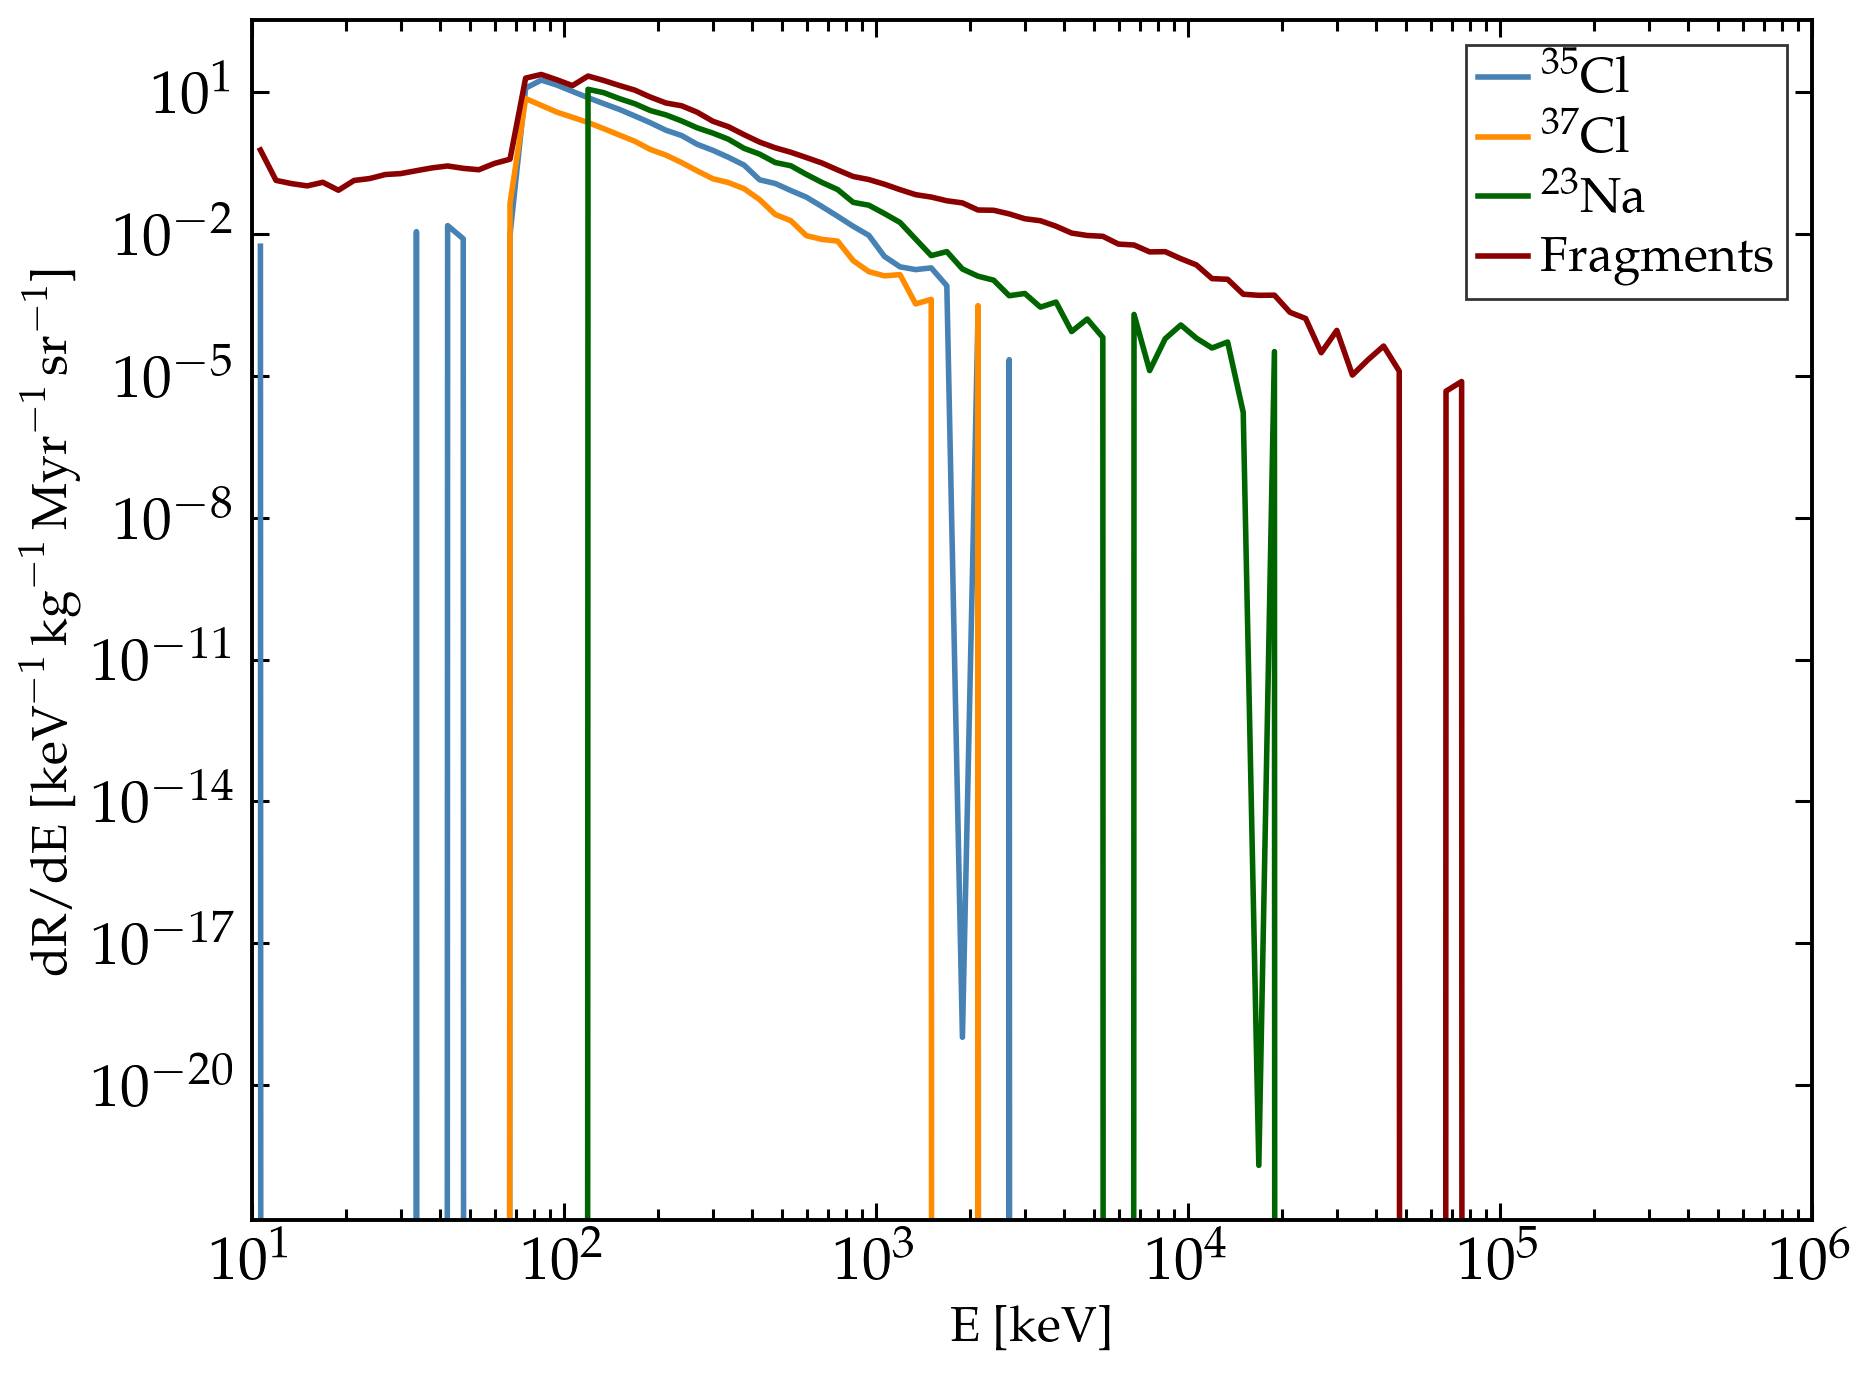 ³⁵Cl
³⁷Cl
²³Na
Fragments
10¹
10⁻²
10⁻⁵
10⁻⁸
10⁻¹¹
10⁻¹⁴
10⁻¹⁷
10⁻²⁰
dR/dE [keV⁻¹ kg⁻¹ Myr⁻¹ sr⁻¹]
10¹ 10² 10³ 10⁴ 10⁵ 10⁶
E [keV]